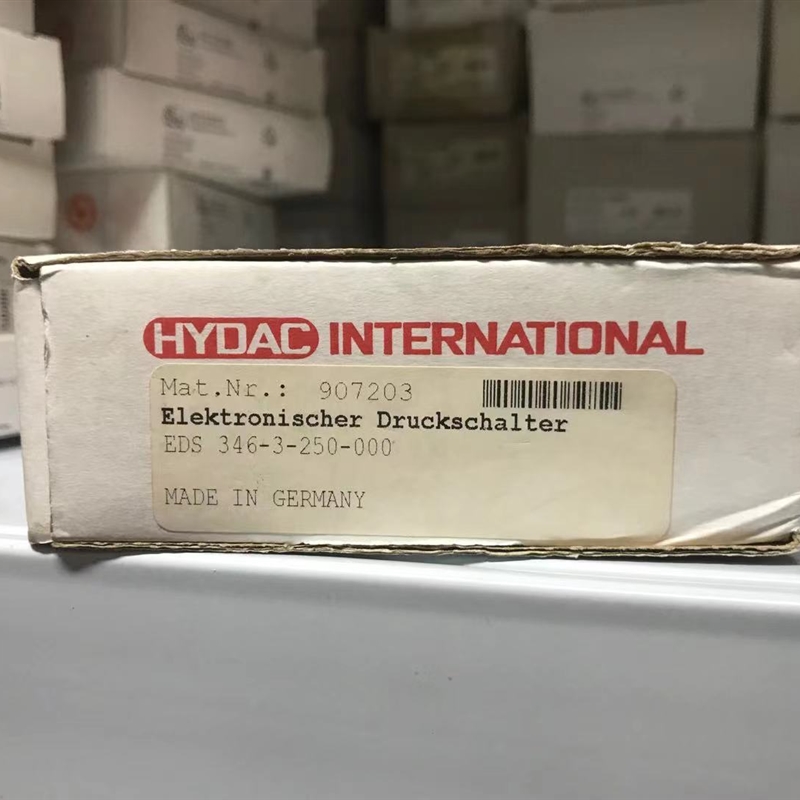 HYDAC INTERNATIONAL
Mat.Nr.: 907203
Elektronischer Druckschalter
EDS 346-3-250-000
MADE IN GERMANY